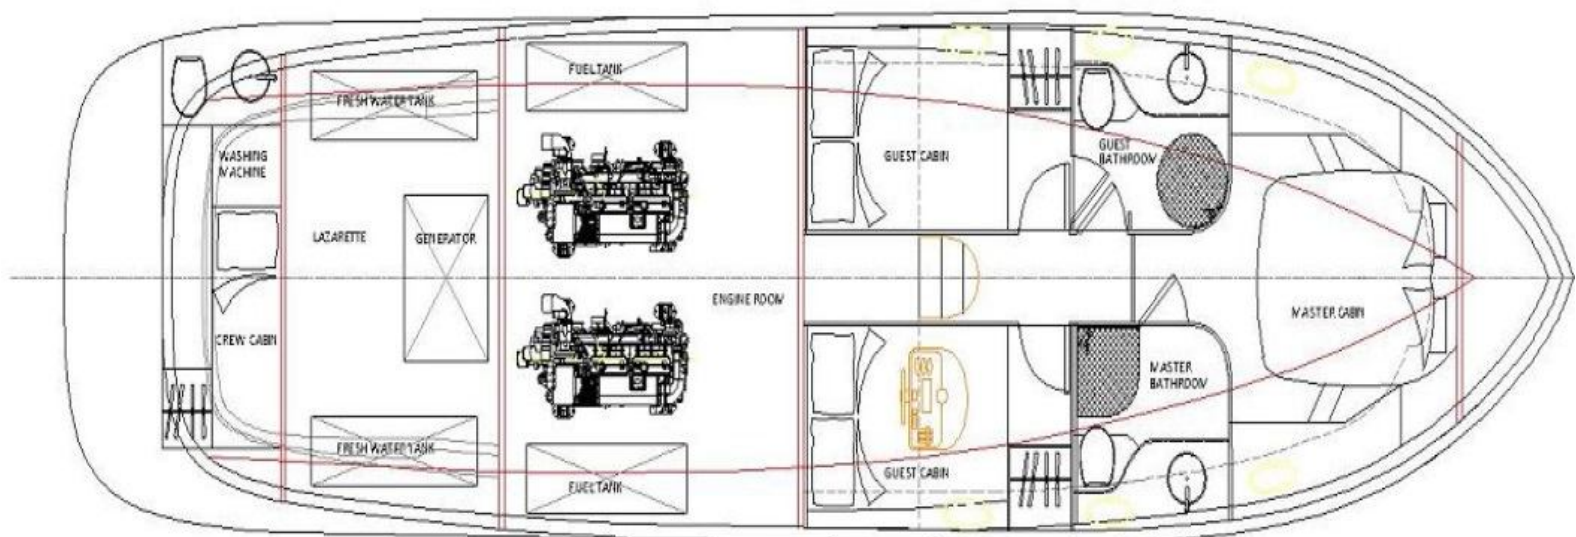 FUEL TANK
FRESH WATER TANK
WASHING
MACHINE
GUEST CABIN
GUEST
BATHROOM
LAZARETTE
GENERATOR
ENGINE ROOM
CREW CABIN
MASTER CABIN
MASTER
BATHROOM
FRESH WATER TANK
GUEST CABIN
FUEL TANK